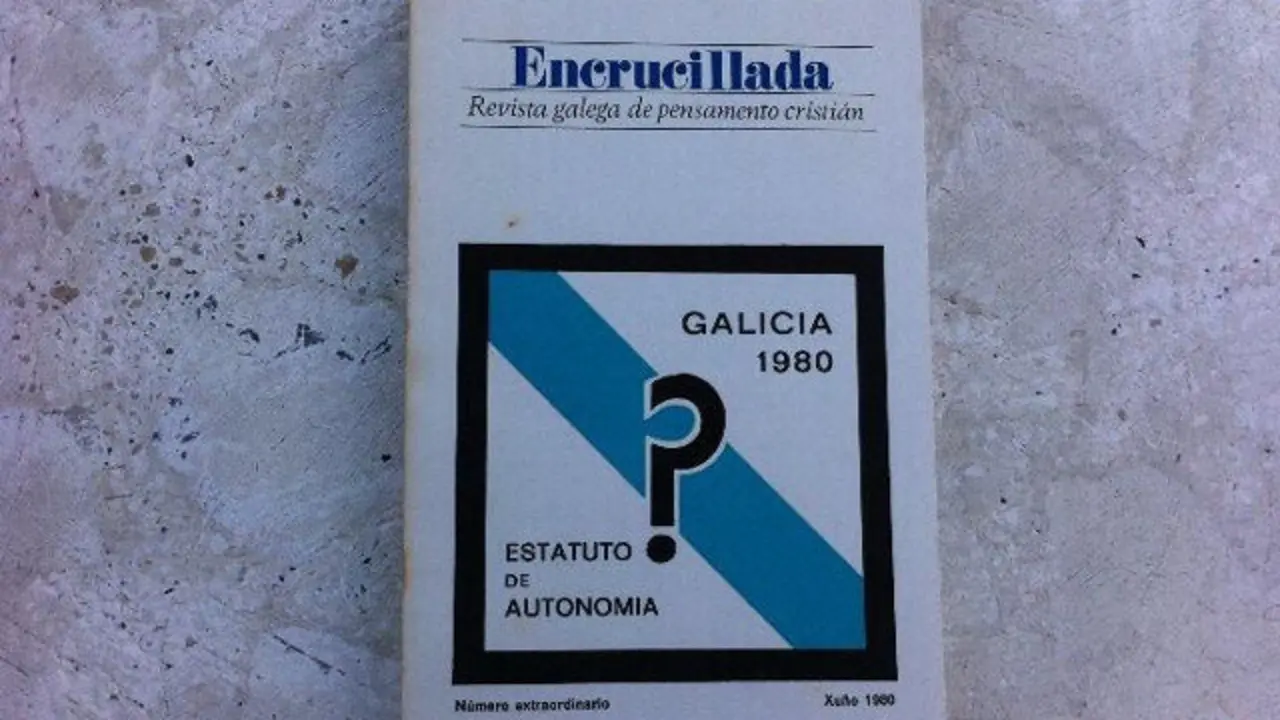 Encrucillada
Revista galega de pensamento cristián
GALICIA
1980
?
ESTATUTO
DE
AUTONOMIA
Número extraordinario
Xuño 1980